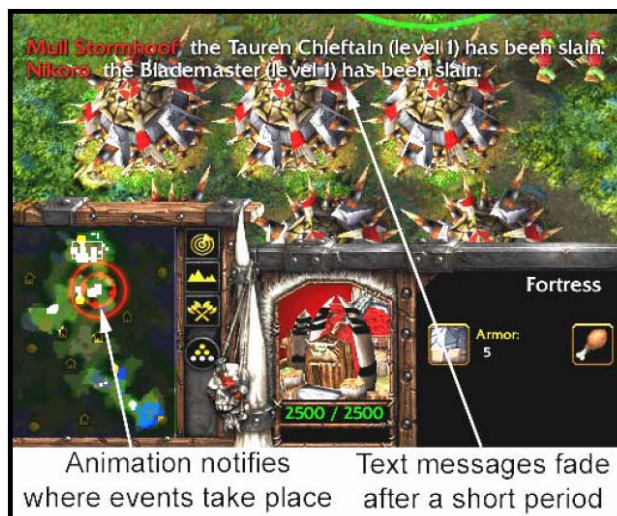 Mull Stormhoof, the Tauren Chieftain (level 1) has been slain.
Nikoro, the Blademaster (level 1) has been slain.
Fortress
Armor:
5
2500 / 2500
Animation notifies
where events take place
Text messages fade
after a short period